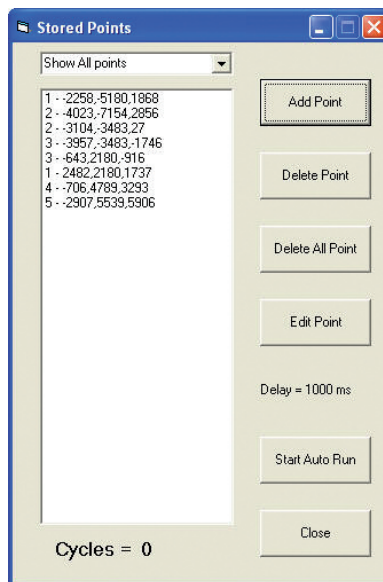 Stored Points
Show All points
1 - -2258,-5180,1868
2 - -4023,-7154,2856
2 - -3104,-3483,27
3 - -3957,-3483,-1746
3 - -643,2180,-916
1 - 2482,2180,1737
4 - -706,4789,3293
5 - -2907,5539,5906
Add Point
Delete Point
Delete All Point
Edit Point
Delay = 1000 ms
Start Auto Run
Close
Cycles = 0